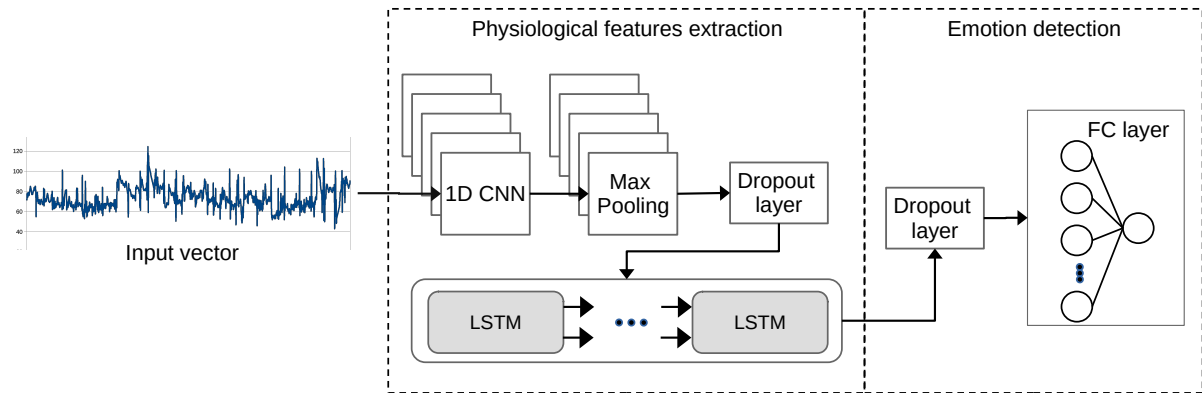 Physiological features extraction
Emotion detection
120
100
80
60
40
Input vector
1D CNN
Max
Pooling
Dropout
layer
LSTM
LSTM
Dropout
layer
FC layer